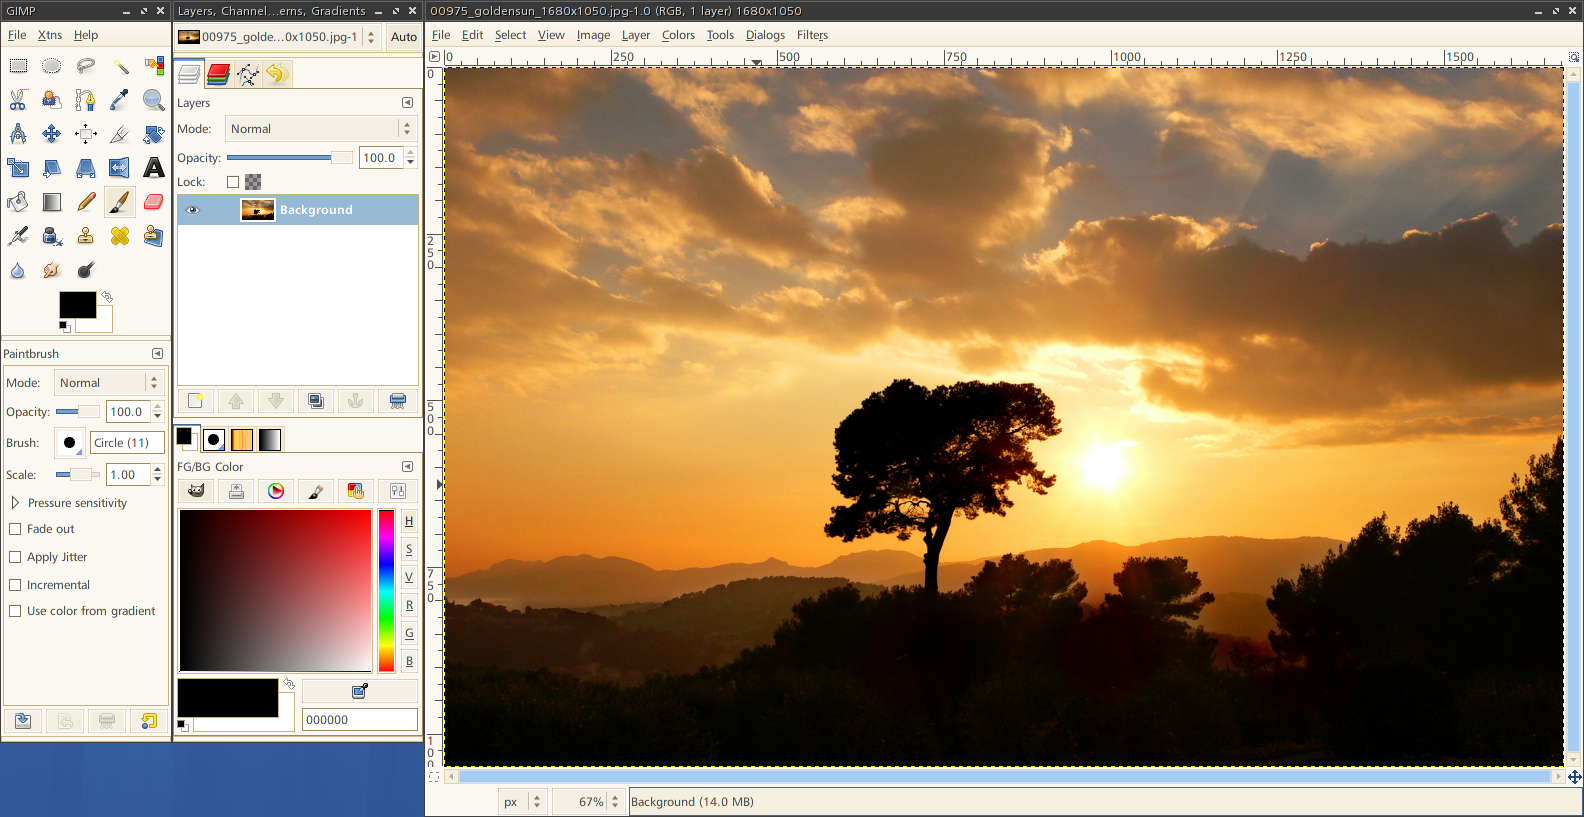 GIMP
File Xtns Help
Paintbrush
Mode: Normal
Opacity: 100.0
Brush: Circle (11)
Scale: 1.00
Pressure sensitivity
Fade out
Apply Jitter
Incremental
Use color from gradient
Layers, Channel...erns, Gradients
00975_golde...0x1050.jpg-1 Auto
Layers
Mode: Normal
Opacity: 100.0
Lock:
Background
FG/BG Color
H
S
V
R
G
B
000000
00975_goldensun_1680x1050.jpg-1.0 (RGB, 1 layer) 1680x1050
File Edit Select View Image Layer Colors Tools Dialogs Filters
0 250 500 750 1000 1250 1500
0
250
500
750
100
px 67% Background (14.0 MB)